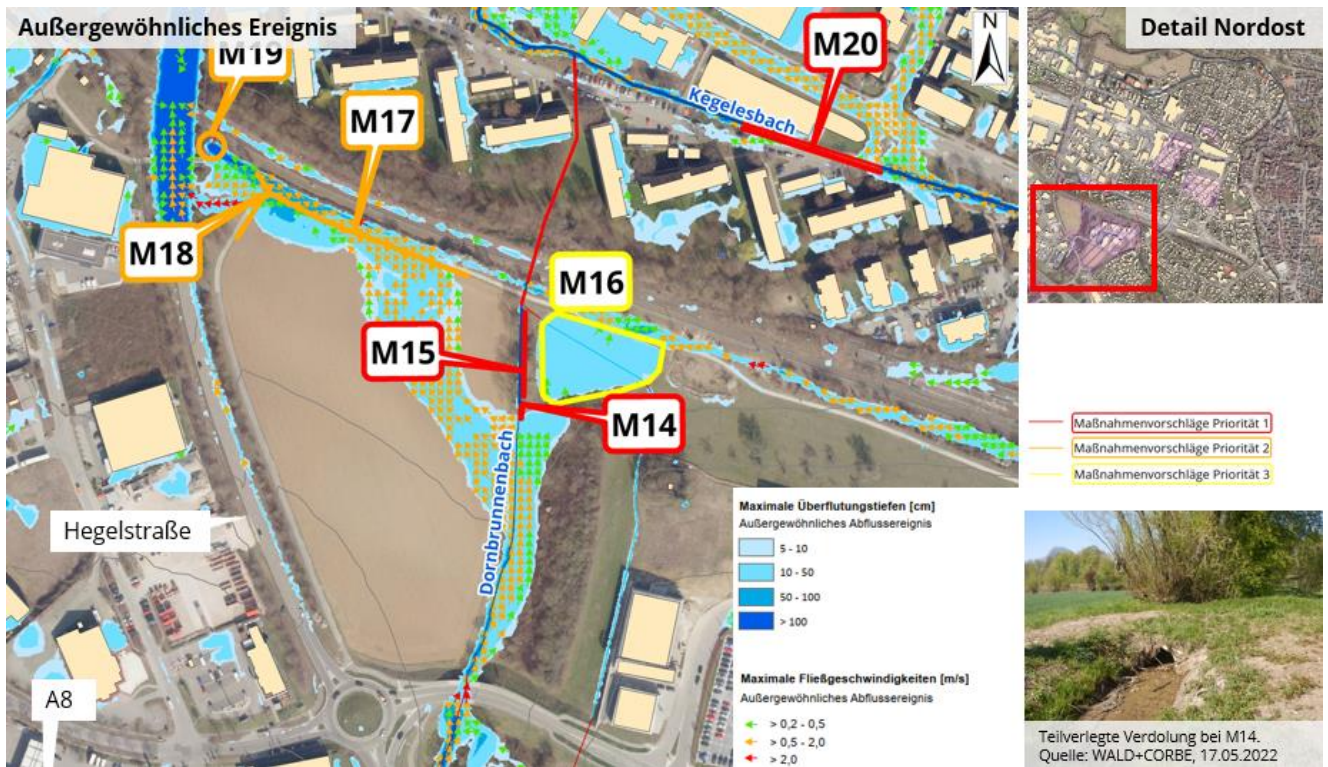 Außergewöhnliches Ereignis
M19
M17
M18
M15
M16
M14
M20
Kegelesbach
Dornbrunnenbach
N
Hegelstraße
A8
Maximale Überflutungstiefen [cm]
Außergewöhnliches Abflussereignis
5 - 10
10 - 50
50 - 100
> 100
Maximale Fließgeschwindigkeiten [m/s]
Außergewöhnliches Abflussereignis
> 0,2 - 0,5
> 0,5 - 2,0
> 2,0
Detail Nordost
Maßnahmenvorschläge Priorität 1
Maßnahmenvorschläge Priorität 2
Maßnahmenvorschläge Priorität 3
Teilverlegte Verdolung bei M14.
Quelle: WALD+CORBE, 17.05.2022